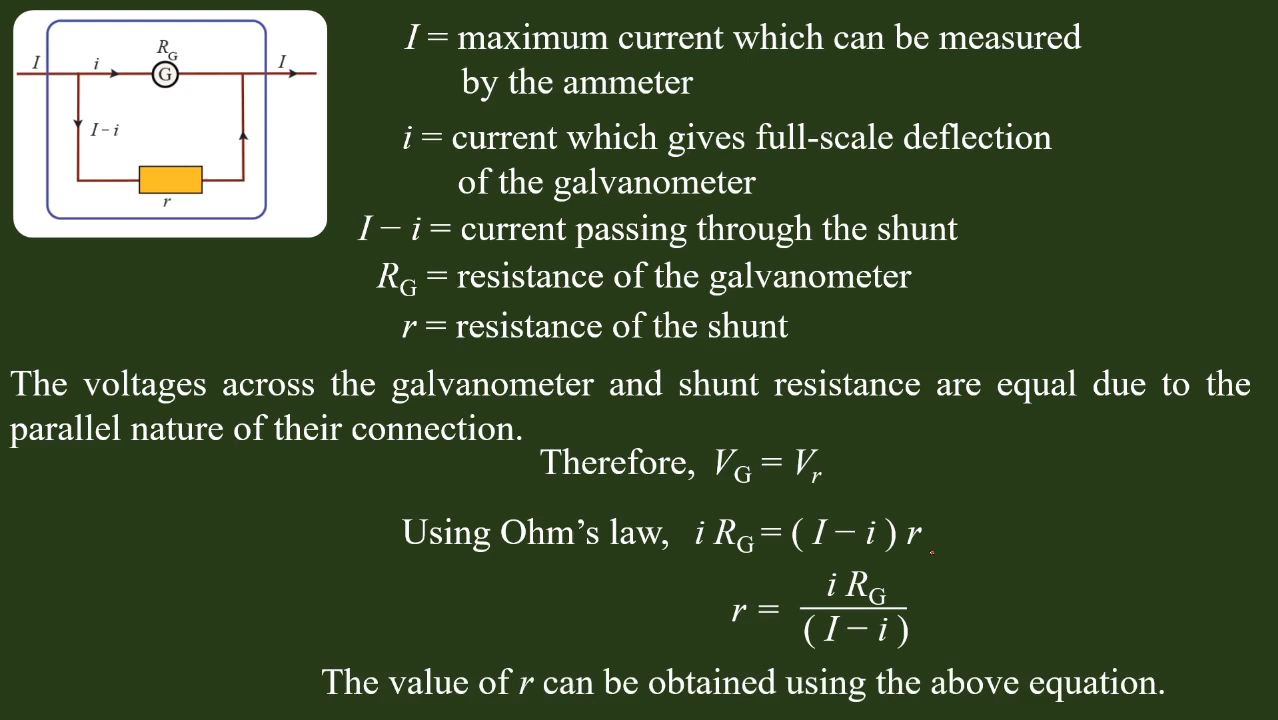 R_G
I
i
G
I
I − i
r
I = maximum current which can be measured
by the ammeter
i = current which gives full-scale deflection
of the galvanometer
I − i = current passing through the shunt
R_G = resistance of the galvanometer
r = resistance of the shunt
The voltages across the galvanometer and shunt resistance are equal due to the
parallel nature of their connection.
Therefore, V_G = V_r
Using Ohm’s law, i R_G = ( I − i ) r
r = i R_G / ( I − i )
The value of r can be obtained using the above equation.